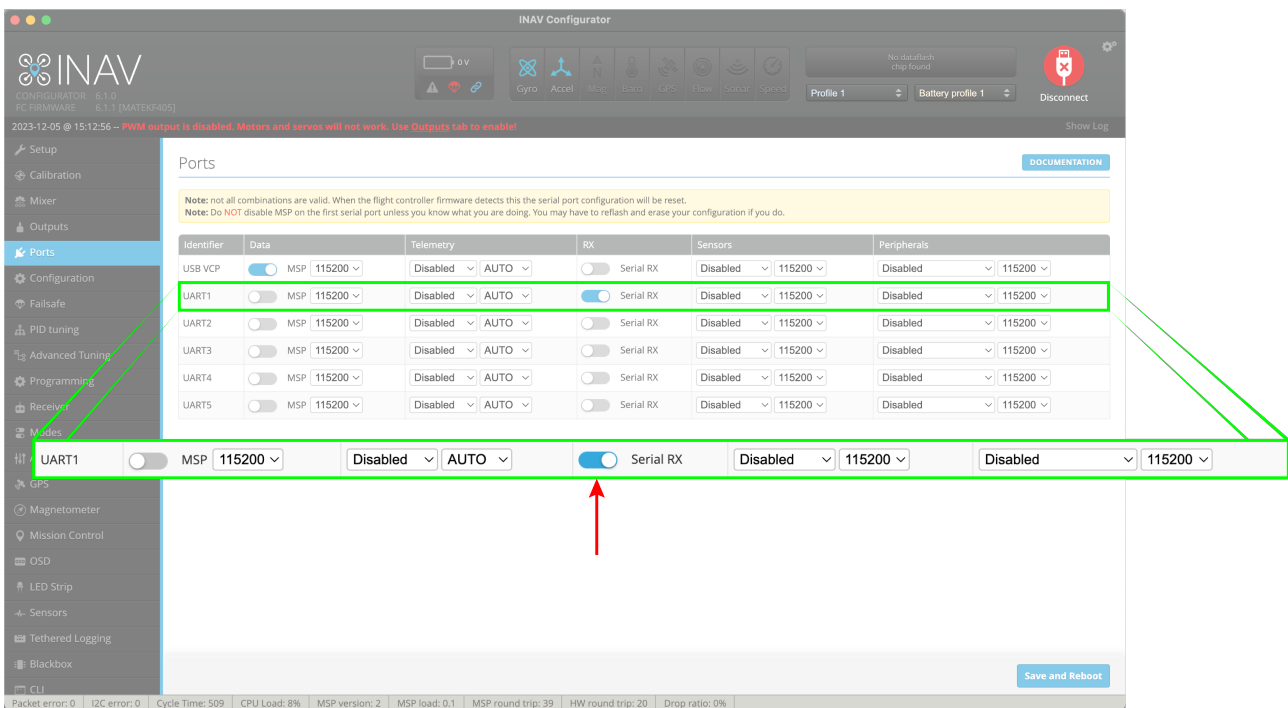 INAV Configurator
INAV
CONFIGURATOR 6.1.0
FC FIRMWARE 6.1.1 [MATEKF405]
0 V
Gyro Accel Mag Baro GPS Flow Sonar Speed
No dataflash
chip found
Profile 1 Battery profile 1
Disconnect
2023-12-05 @ 15:12:56 -- PWM output is disabled. Motors and servos will not work. Use Outputs tab to enable!
Show Log
Setup
Calibration
Mixer
Outputs
Ports
Configuration
Failsafe
PID tuning
Advanced Tuning
Programming
Receiver
Modes
GPS
Magnetometer
Mission Control
OSD
LED Strip
Sensors
Tethered Logging
Blackbox
CLI
Ports
DOCUMENTATION
Note: not all combinations are valid. When the flight controller firmware detects this the serial port configuration will be reset.
Note: Do NOT disable MSP on the first serial port unless you know what you are doing. You may have to reflash and erase your configuration if you do.
Identifier Data Telemetry RX Sensors Peripherals
USB VCP MSP 115200 Disabled AUTO Serial RX Disabled 115200 Disabled 115200
UART1 MSP 115200 Disabled AUTO Serial RX Disabled 115200 Disabled 115200
UART2 MSP 115200 Disabled AUTO Serial RX Disabled 115200 Disabled 115200
UART3 MSP 115200 Disabled AUTO Serial RX Disabled 115200 Disabled 115200
UART4 MSP 115200 Disabled AUTO Serial RX Disabled 115200 Disabled 115200
UART5 MSP 115200 Disabled AUTO Serial RX Disabled 115200 Disabled 115200
UART1 MSP 115200 Disabled AUTO Serial RX Disabled 115200 Disabled 115200
Save and Reboot
Packet error: 0 I2C error: 0 Cycle Time: 509 CPU Load: 8% MSP version: 2 MSP load: 0.1 MSP round trip: 39 HW round trip: 20 Drop ratio: 0%